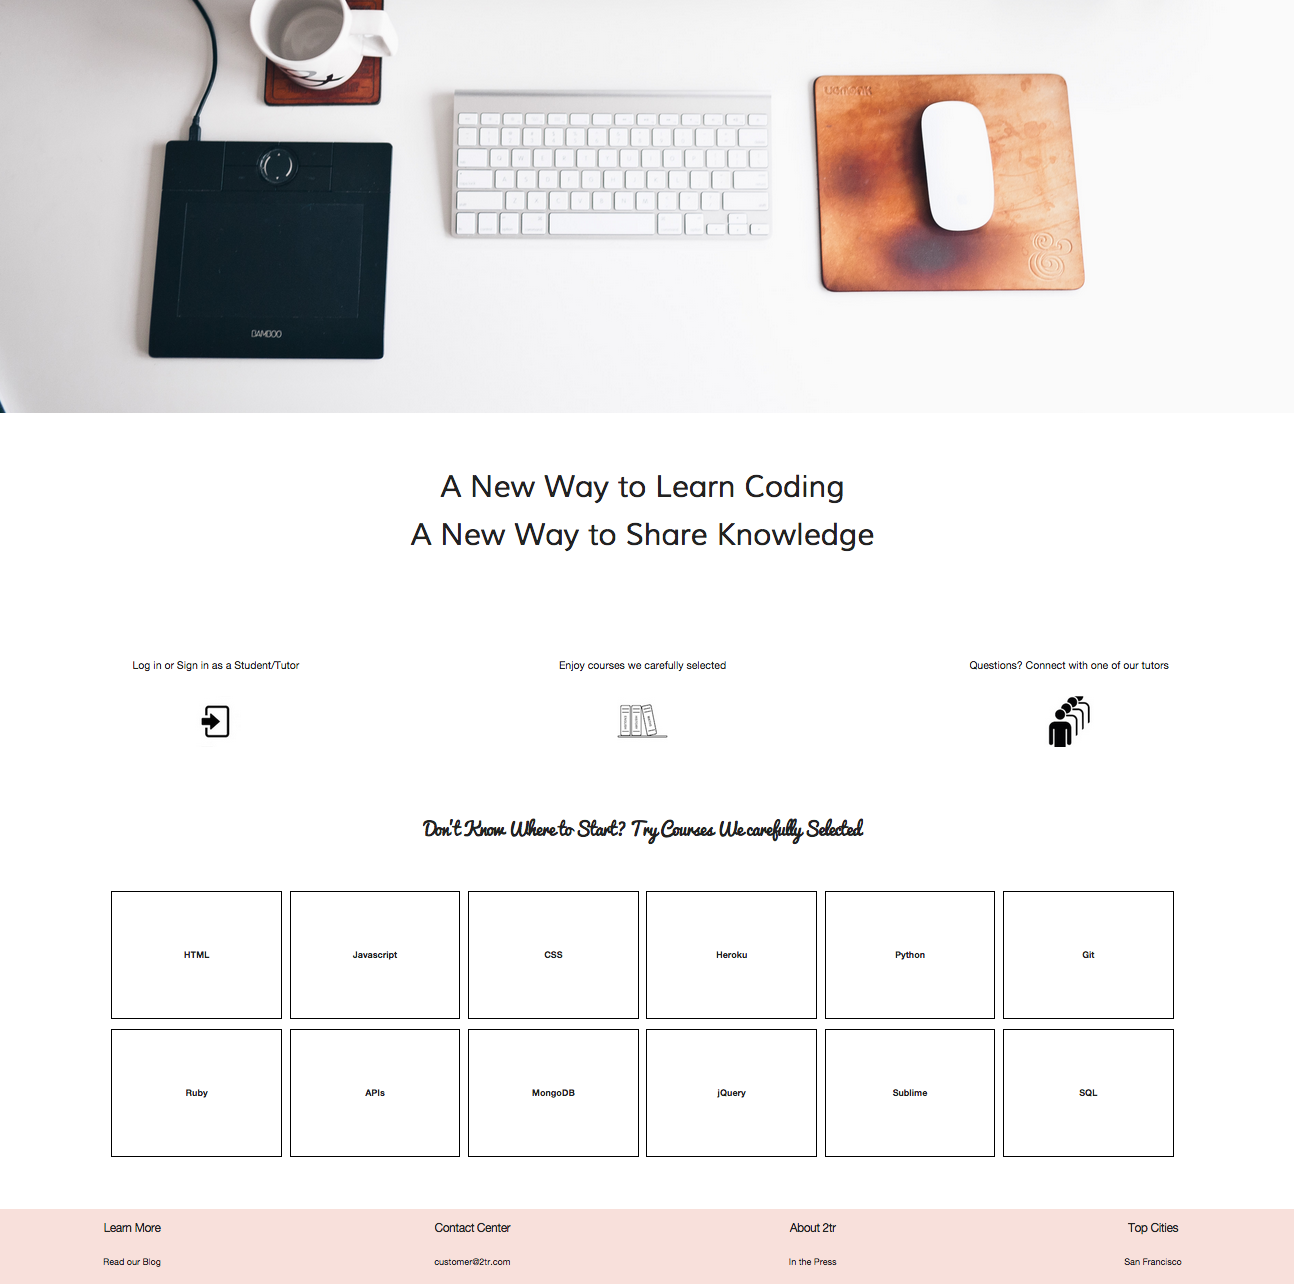 BAMBOO
A New Way to Learn Coding
A New Way to Share Knowledge
Log in or Sign in as a Student/Tutor
Enjoy courses we carefully selected
Questions? Connect with one of our tutors
Don't Know Where to Start? Try Courses We carefully Selected
HTML
Javascript
CSS
Heroku
Python
Git
Ruby
APIs
MongoDB
jQuery
Sublime
SQL
Learn More
Contact Center
About 2tr
Top Cities
Read our Blog
customer@2tr.com
In the Press
San Francisco